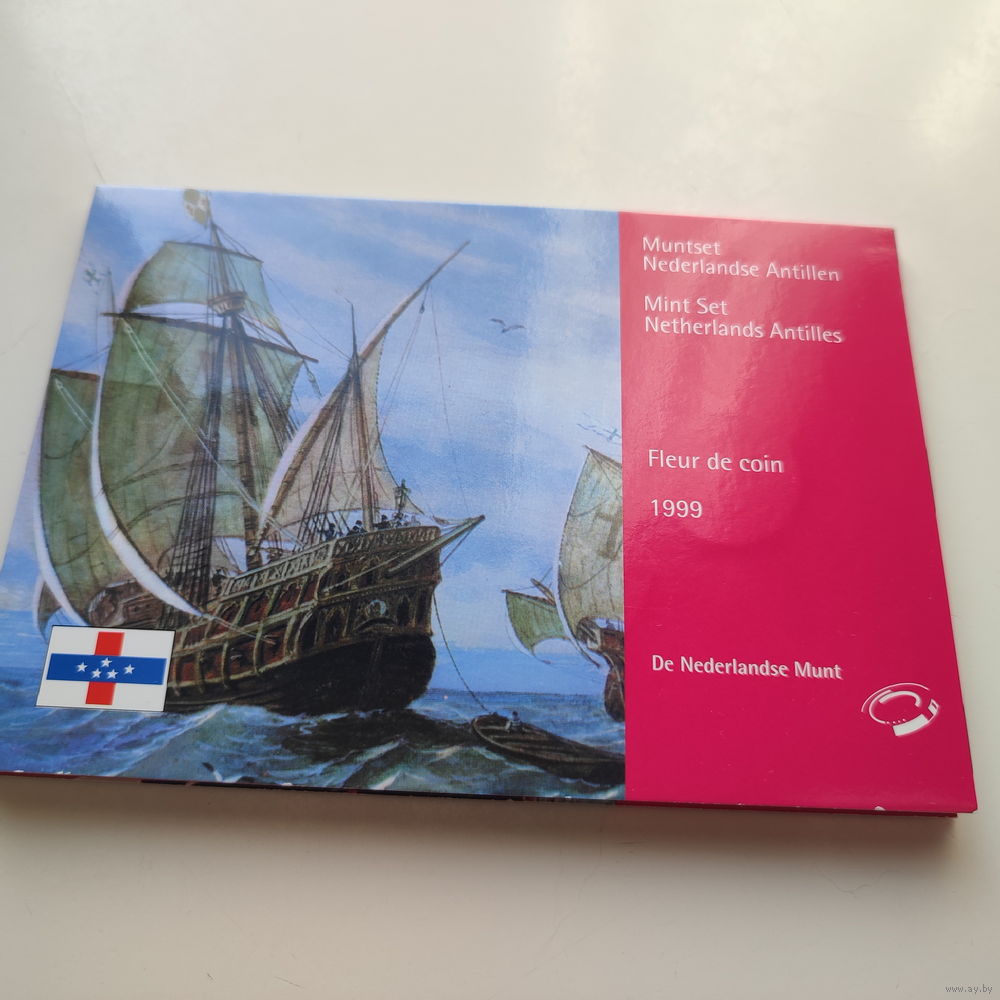 Muntset
Nederlandse Antillen
Mint Set
Netherlands Antilles
Fleur de coin
1999
De Nederlandse Munt
www.ay.by